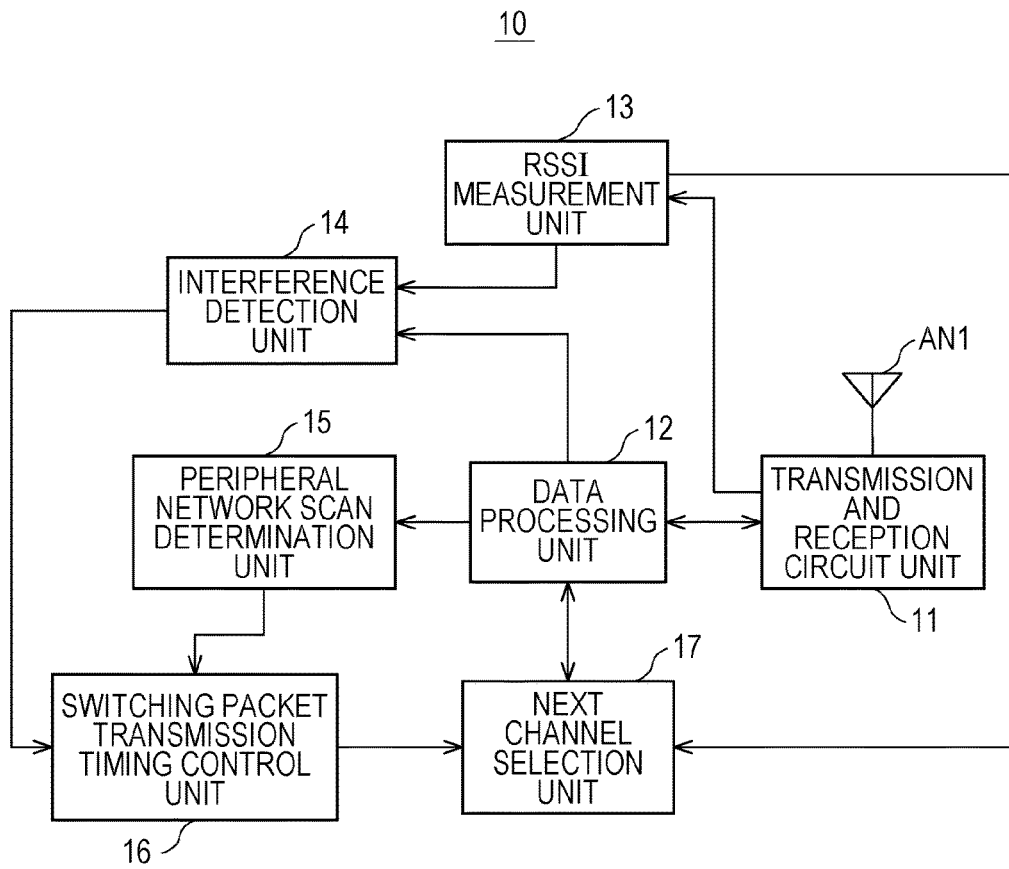 10
13
RSSI
MEASUREMENT
UNIT
14
INTERFERENCE
DETECTION
UNIT
AN1
15
PERIPHERAL
NETWORK SCAN
DETERMINATION
UNIT
12
DATA
PROCESSING
UNIT
TRANSMISSION
AND
RECEPTION
CIRCUIT UNIT
11
SWITCHING PACKET
TRANSMISSION
TIMING CONTROL
UNIT
16
17
NEXT
CHANNEL
SELECTION
UNIT